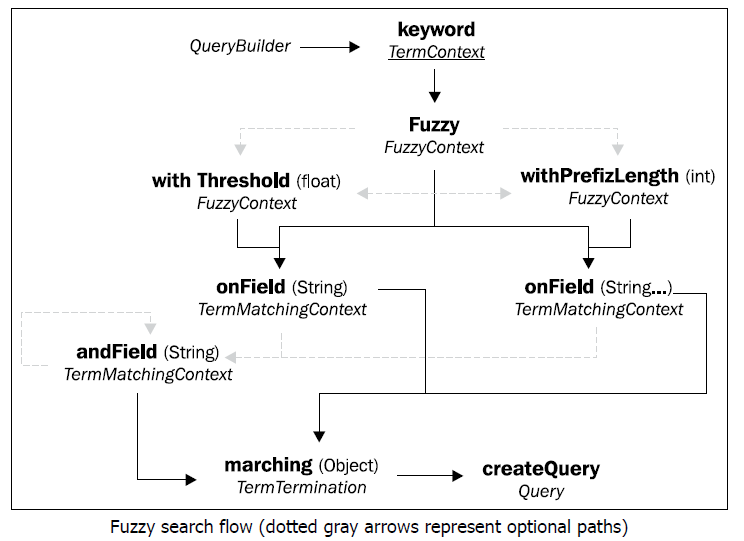 keyword
QueryBuilder
TermContext
Fuzzy
FuzzyContext
with Threshold (float)
FuzzyContext
withPrefizLength (int)
FuzzyContext
onField (String)
TermMatchingContext
onField (String...)
TermMatchingContext
andField (String)
TermMatchingContext
marching (Object)
TermTermination
createQuery
Query
Fuzzy search flow (dotted gray arrows represent optional paths)